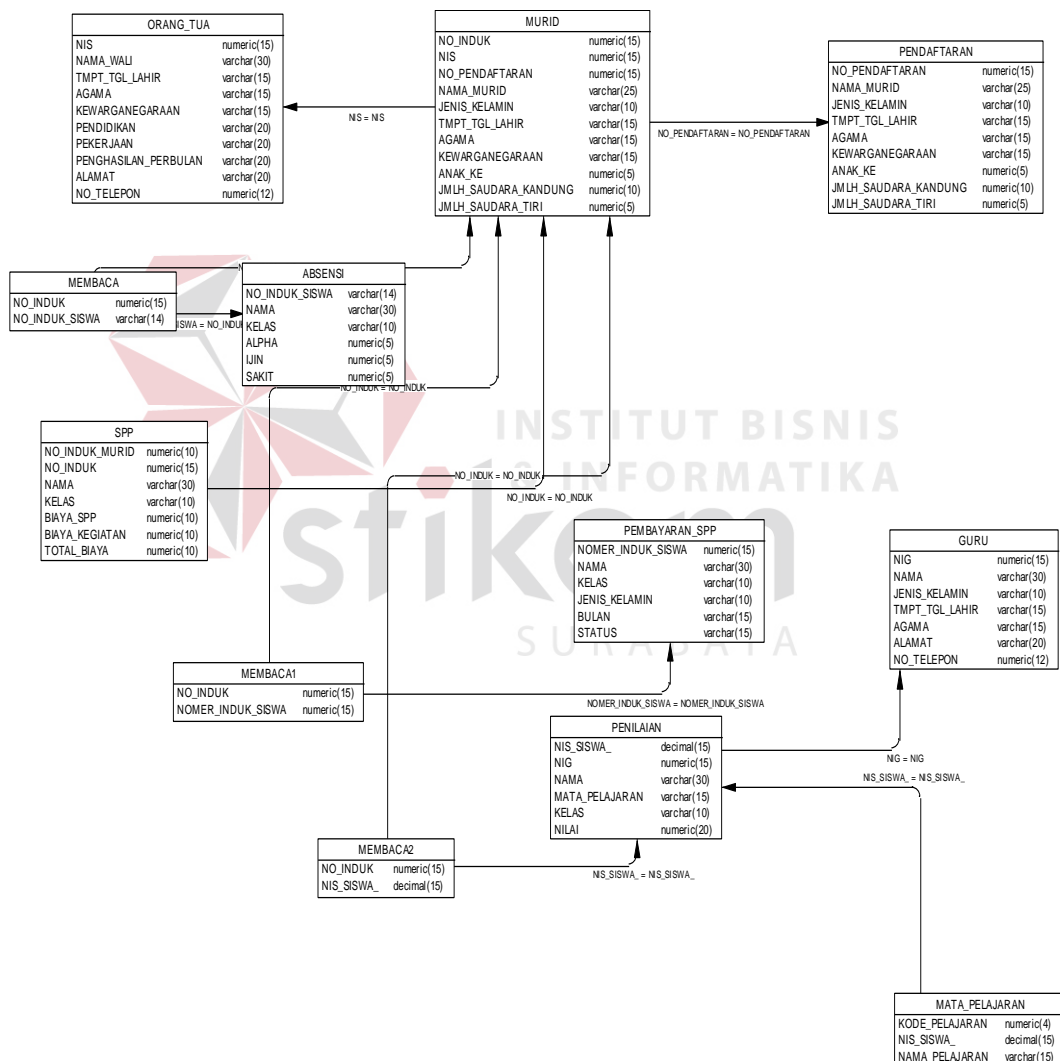 ORANG_TUA
NIS numeric(15)
NAMA_WALI varchar(30)
TMPT_TGL_LAHIR varchar(15)
AGAMA varchar(15)
KEWARGANEGARAAN varchar(15)
PENDIDIKAN varchar(20)
PEKERJAAN varchar(20)
PENGHASILAN_PERBULAN varchar(20)
ALAMAT varchar(20)
NO_TELEPON numeric(12)
NIS = NIS
MURID
NO_INDUK numeric(15)
NIS numeric(15)
NO_PENDAFTARAN numeric(15)
NAMA_MURID varchar(25)
JENIS_KELAMIN varchar(10)
TMPT_TGL_LAHIR varchar(15)
AGAMA varchar(15)
KEWARGANEGARAAN varchar(15)
ANAK_KE numeric(5)
JMLH_SAUDARA_KANDUNG numeric(10)
JMLH_SAUDARA_TIRI numeric(5)
NO_PENDAFTARAN = NO_PENDAFTARAN
PENDAFTARAN
NO_PENDAFTARAN numeric(15)
NAMA_MURID varchar(25)
JENIS_KELAMIN varchar(10)
TMPT_TGL_LAHIR varchar(15)
AGAMA varchar(15)
KEWARGANEGARAAN varchar(15)
ANAK_KE numeric(5)
JMLH_SAUDARA_KANDUNG numeric(10)
JMLH_SAUDARA_TIRI numeric(5)
MEMBACA
NO_INDUK numeric(15)
NO_INDUK_SISWA varchar(14)
N
ISWA = NO_INDUK
ABSENSI
NO_INDUK_SISWA varchar(14)
NAMA varchar(30)
KELAS varchar(10)
ALPHA numeric(5)
IJIN numeric(5)
SAKIT numeric(5)
NO_INDUK = NO_INDUK
SPP
NO_INDUK_MURID numeric(10)
NO_INDUK numeric(15)
NAMA varchar(30)
KELAS varchar(10)
BIAYA_SPP numeric(10)
BIAYA_KEGIATAN numeric(10)
TOTAL_BIAYA numeric(10)
INSTITUT BISNIS
& INFORMATIKA
stikom
SURABAYA
NO_INDUK = NO_INDUK
NO_INDUK = NO_INDUK
PEMBAYARAN_SPP
NOMER_INDUK_SISWA numeric(15)
NAMA varchar(30)
KELAS varchar(10)
JENIS_KELAMIN varchar(10)
BULAN varchar(15)
STATUS varchar(15)
GURU
NIG numeric(15)
NAMA varchar(30)
JENIS_KELAMIN varchar(10)
TMPT_TGL_LAHIR varchar(15)
AGAMA varchar(15)
ALAMAT varchar(20)
NO_TELEPON numeric(12)
MEMBACA1
NO_INDUK numeric(15)
NOMER_INDUK_SISWA numeric(15)
NOMER_INDUK_SISWA = NOMER_INDUK_SISWA
PENILAIAN
NIS_SISWA_ decimal(15)
NIG numeric(15)
NAMA varchar(30)
MATA_PELAJARAN varchar(15)
KELAS varchar(10)
NILAI numeric(20)
NIG = NIG
NIS_SISWA_ = NIS_SISWA_
MEMBACA2
NO_INDUK numeric(15)
NIS_SISWA_ decimal(15)
NIS_SISWA_ = NIS_SISWA_
MATA_PELAJARAN
KODE_PELAJARAN numeric(4)
NIS_SISWA_ decimal(15)
NAMA_PELAJARAN varchar(15)